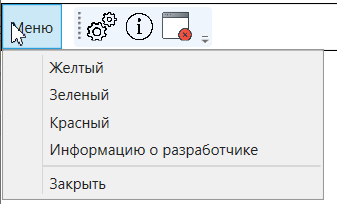 Меню
Желтый
Зеленый
Красный
Информацию о разработчике
Закрыть